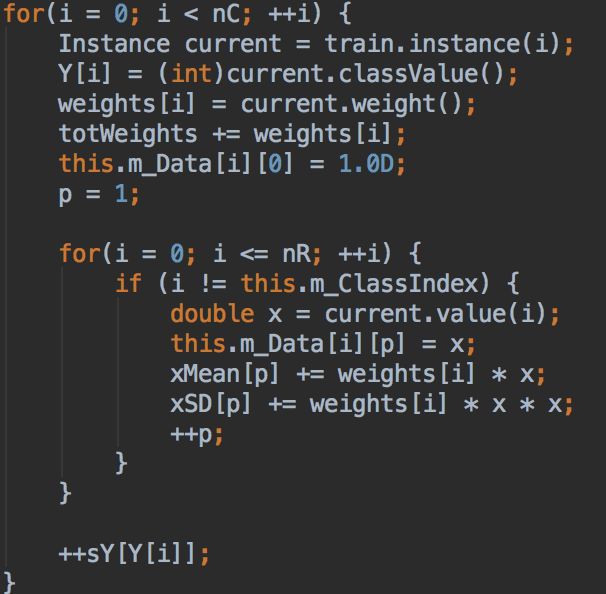 for(i = 0; i < nC; ++i) {
    Instance current = train.instance(i);
    Y[i] = (int)current.classValue();
    weights[i] = current.weight();
    totWeights += weights[i];
    this.m_Data[i][0] = 1.0D;
    p = 1;

    for(i = 0; i <= nR; ++i) {
        if (i != this.m_ClassIndex) {
            double x = current.value(i);
            this.m_Data[i][p] = x;
            xMean[p] += weights[i] * x;
            xSD[p] += weights[i] * x * x;
            ++p;
        }
    }

    ++sY[Y[i]];
}